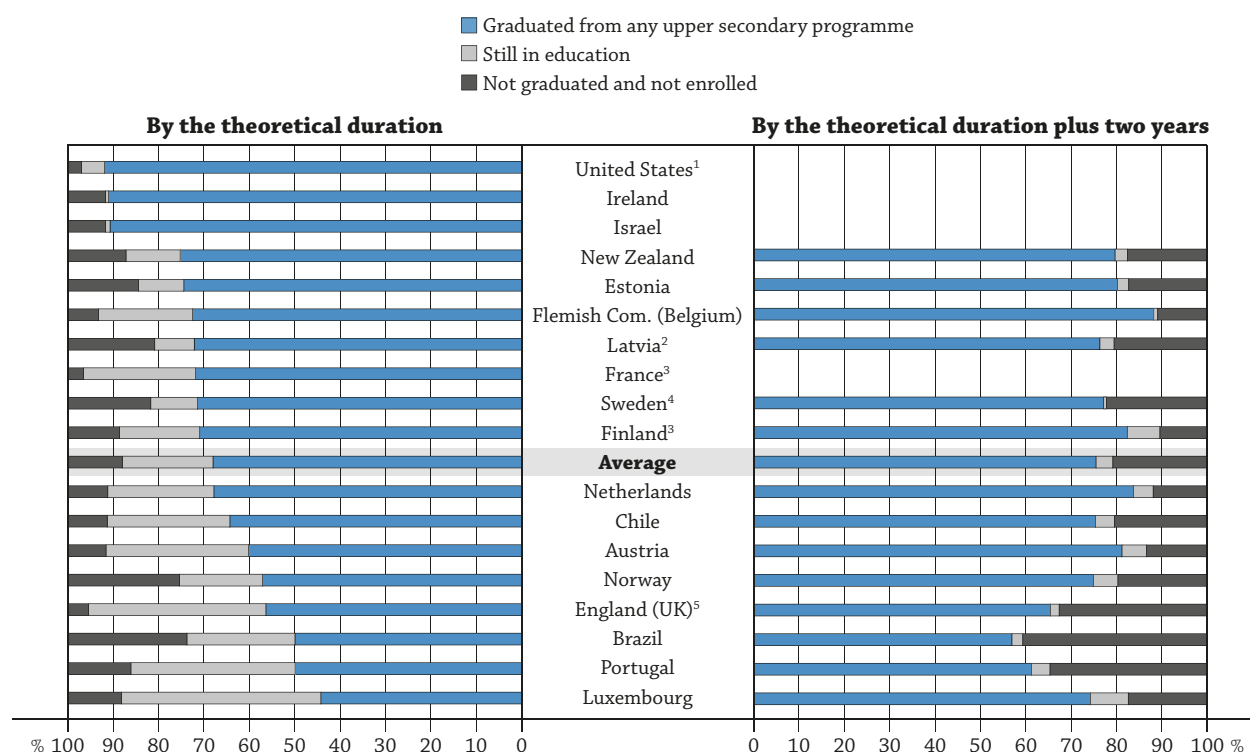 Graduated from any upper secondary programme
Still in education
Not graduated and not enrolled
By the theoretical duration
By the theoretical duration plus two years
United States¹
Ireland
Israel
New Zealand
Estonia
Flemish Com. (Belgium)
Latvia²
France³
Sweden⁴
Finland³
Average
Netherlands
Chile
Austria
Norway
England (UK)⁵
Brazil
Portugal
Luxembourg
% 100 90 80 70 60 50 40 30 20 10 0
0 10 20 30 40 50 60 70 80 90 100 %